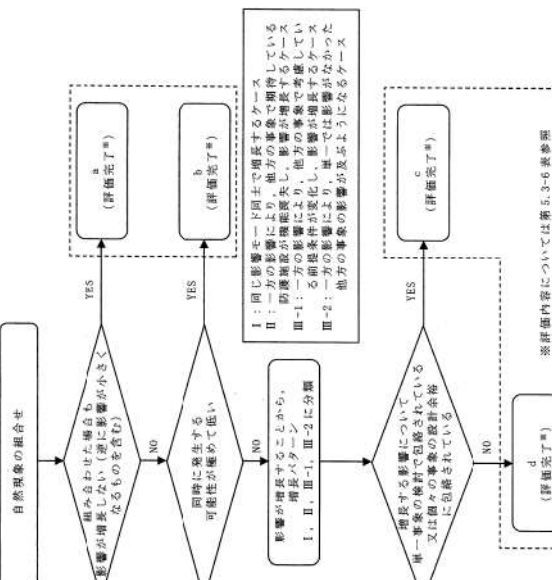 自然現象の組合せ
組み合わせた場合も
影響が増長しない（逆に影響が小さく
なるものを含む）
YES
a
（評価完了※）
NO
同時に発生する
可能性が極めて低い
YES
b
（評価完了※）
NO
影響が増長することから，
増長パターン
Ⅰ，Ⅱ，Ⅲ-1，Ⅲ-2に分類
Ⅰ：同じ影響モード同士で増長するケース
Ⅱ：一方の影響により，他方の事象で期待している
防護施設が機能喪失し，影響が増長するケース
Ⅲ-1：一方の影響により，他方の事象で考慮してい
る前提条件が変化し，影響が増長するケース
Ⅲ-2：一方の影響により，単一では影響がなかった
他方の事象の影響が及ぶようになるケース
増長する影響について
単一事象の検討で包絡されている
又は個々の事象の設計余裕
に包絡されている
YES
c
（評価完了※）
NO
d
（評価完了※）
※評価内容については第5.3-6表参照